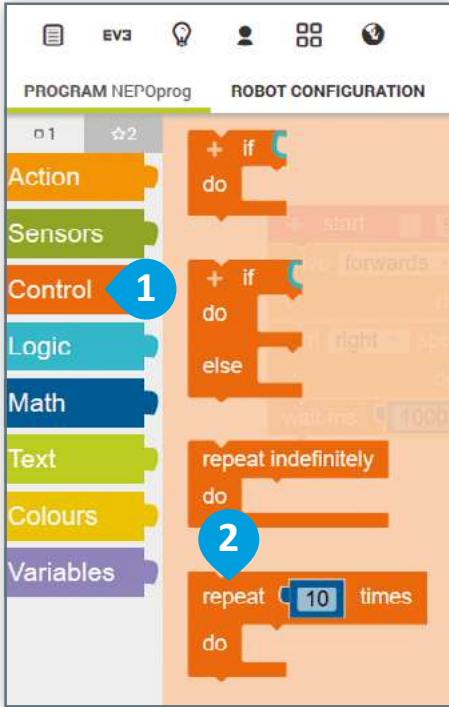 EV3
PROGRAM NEPOprog ROBOT CONFIGURATION
1 2
Action
Sensors
Control 1
Logic
Math
Text
Colours
Variables
+ if
do
+ if
do
else
repeat indefinitely
do
2
repeat 10 times
do
+ start
forwards
right
wait ms 1000